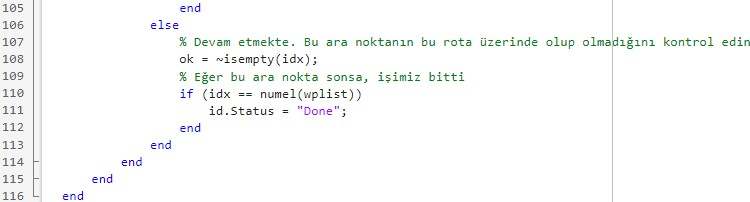 105 end
106 else
107 % Devam etmekte. Bu ara noktanın bu rota üzerinde olup olmadığını kontrol edin
108 ok = ~isempty(idx);
109 % Eğer bu ara nokta sonsa, işimiz bitti
110 if (idx == numel(wplist))
111 id.Status = "Done";
112 end
113 end
114 end
115 end
116 end